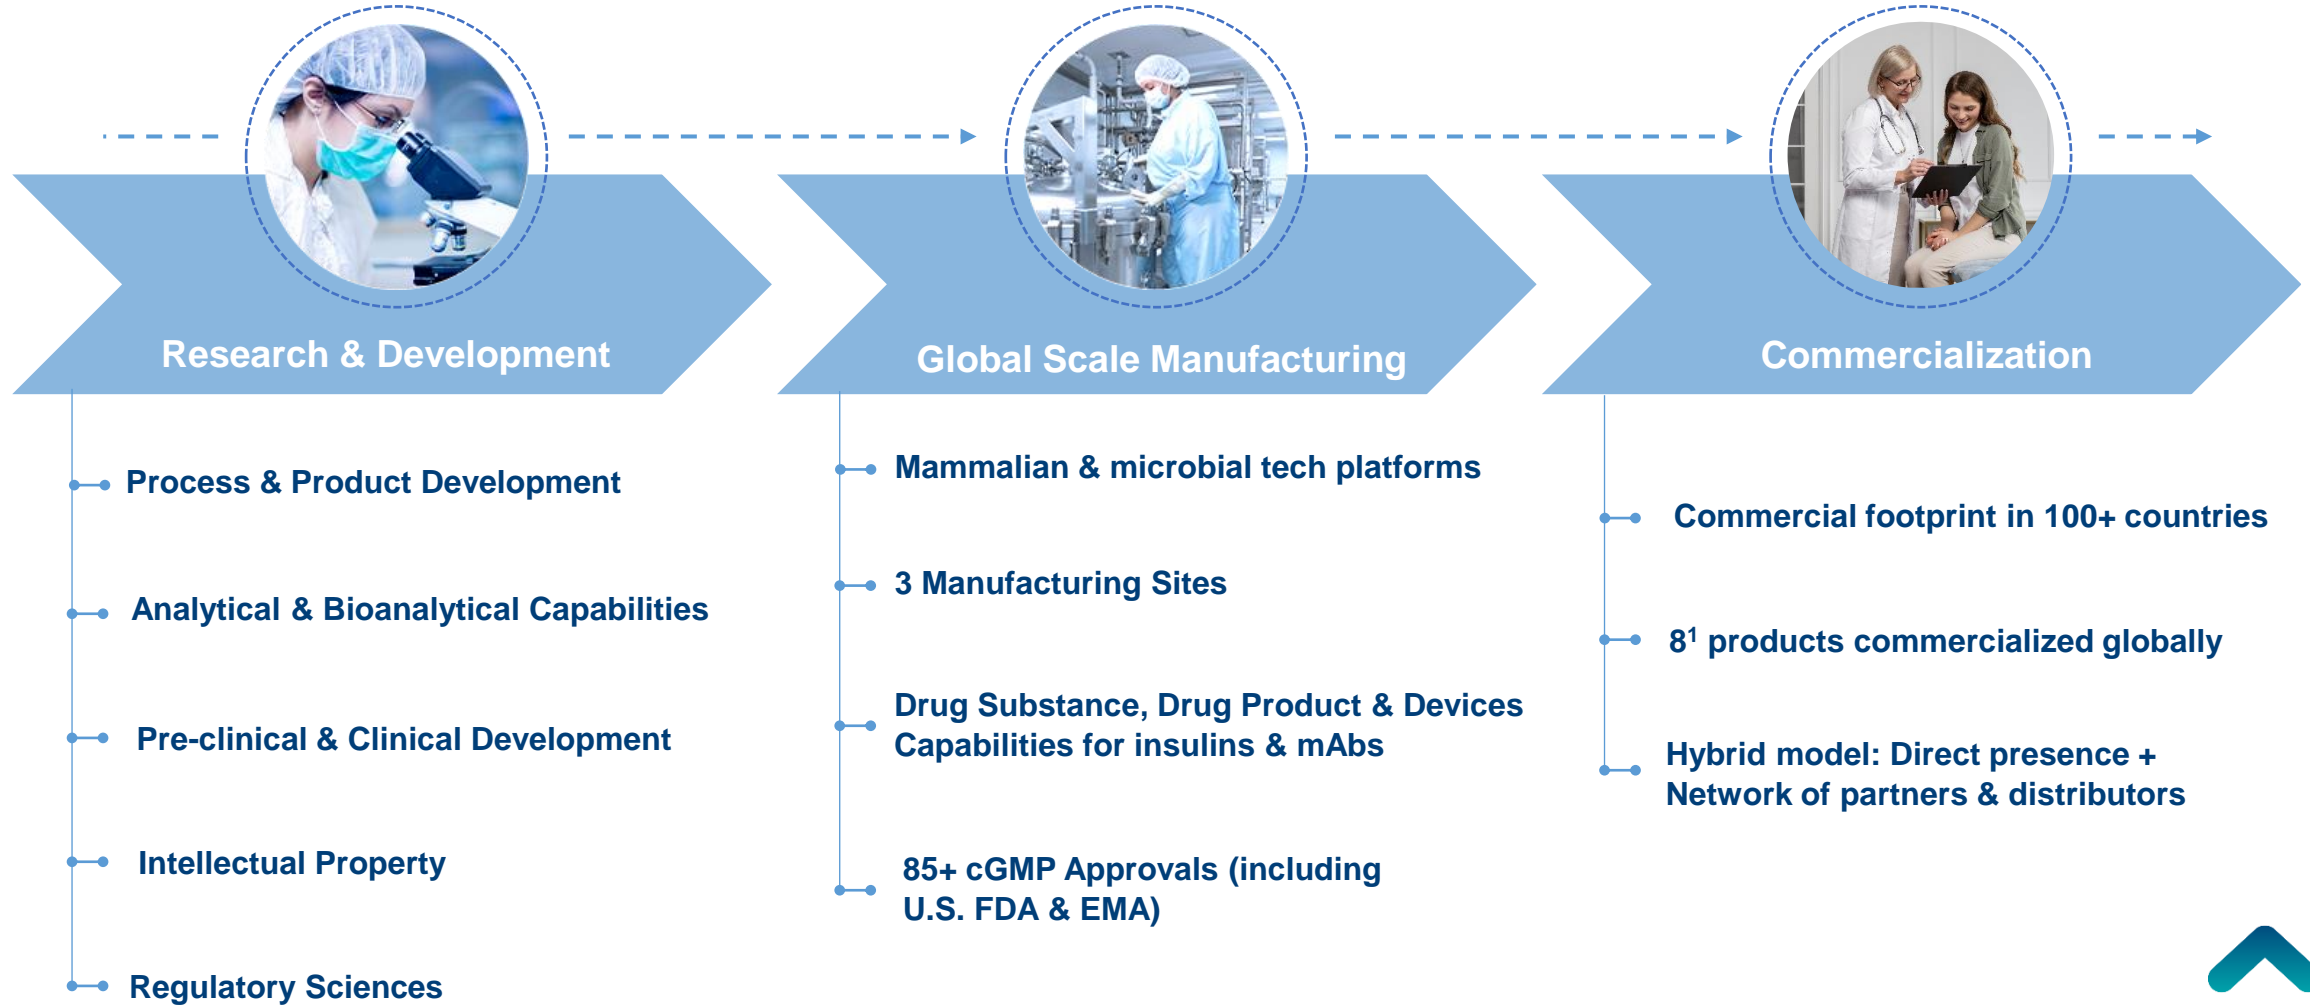 Research & Development
Process & Product Development
Analytical & Bioanalytical Capabilities
Pre-clinical & Clinical Development
Intellectual Property
Regulatory Sciences
Global Scale Manufacturing
Mammalian & microbial tech platforms
3 Manufacturing Sites
Drug Substance, Drug Product & Devices
Capabilities for insulins & mAbs
85+ cGMP Approvals (including
U.S. FDA & EMA)
Commercialization
Commercial footprint in 100+ countries
8¹ products commercialized globally
Hybrid model: Direct presence +
Network of partners & distributors